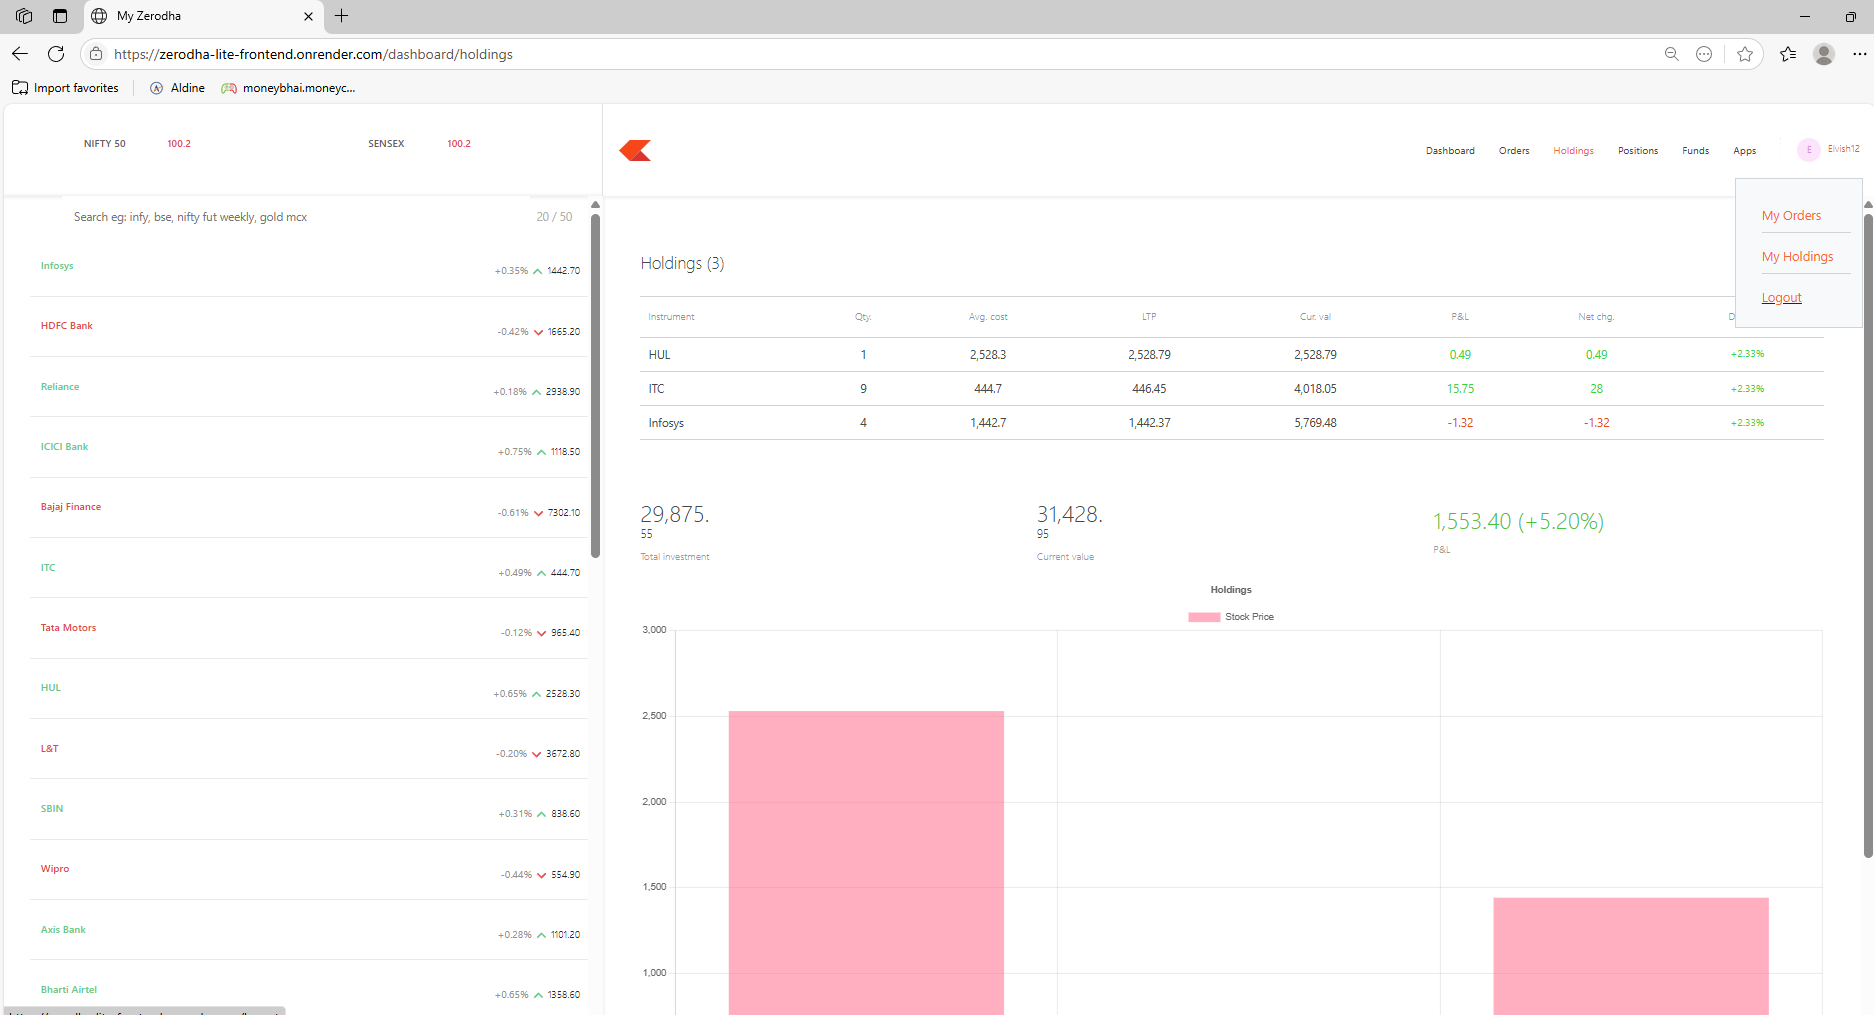 My Zerodha
https://zerodha-lite-frontend.onrender.com/dashboard/holdings
Import favorites
Aldine
moneybhai.moneyc...
NIFTY 50 100.2 SENSEX 100.2
Dashboard Orders Holdings Positions Funds Apps E Elvish12
My Orders
My Holdings
Logout
Search eg: infy, bse, nifty fut weekly, gold mcx 20 / 50
Infosys +0.35% 1442.70
HDFC Bank -0.42% 1665.20
Reliance +0.18% 2938.90
ICICI Bank +0.75% 1118.50
Bajaj Finance -0.61% 7302.10
ITC +0.49% 444.70
Tata Motors -0.12% 965.40
HUL +0.65% 2528.30
L&T -0.20% 3672.80
SBIN +0.31% 838.60
Wipro -0.44% 554.90
Axis Bank +0.28% 1101.20
Bharti Airtel +0.65% 1358.60
Holdings (3)
Instrument Qty. Avg. cost LTP Cur. val P&L Net chg. D
HUL 1 2,528.3 2,528.79 2,528.79 0.49 0.49 +2.33%
ITC 9 444.7 446.45 4,018.05 15.75 28 +2.33%
Infosys 4 1,442.7 1,442.37 5,769.48 -1.32 -1.32 +2.33%
29,875.
55
Total investment
31,428.
95
Current value
1,553.40 (+5.20%)
P&L
Holdings
Stock Price
3,000
2,500
2,000
1,500
1,000